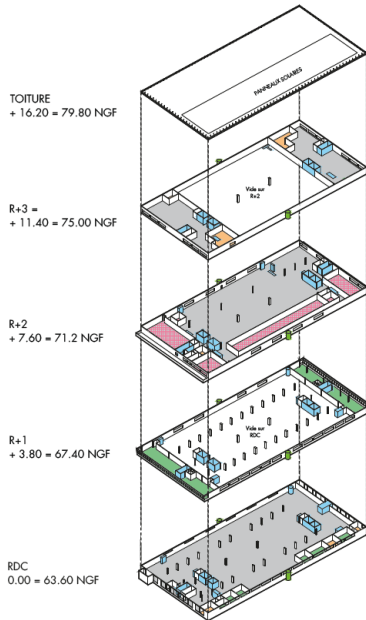 PANNEAUX SOLAIRES
TOITURE
+ 16.20 = 79.80 NGF
R+3 =
+ 11.40 = 75.00 NGF
Vide sur
R+2
R+2
+ 7.60 = 71.2 NGF
R+1
+ 3.80 = 67.40 NGF
Vide sur
RDC
RDC
0.00 = 63.60 NGF